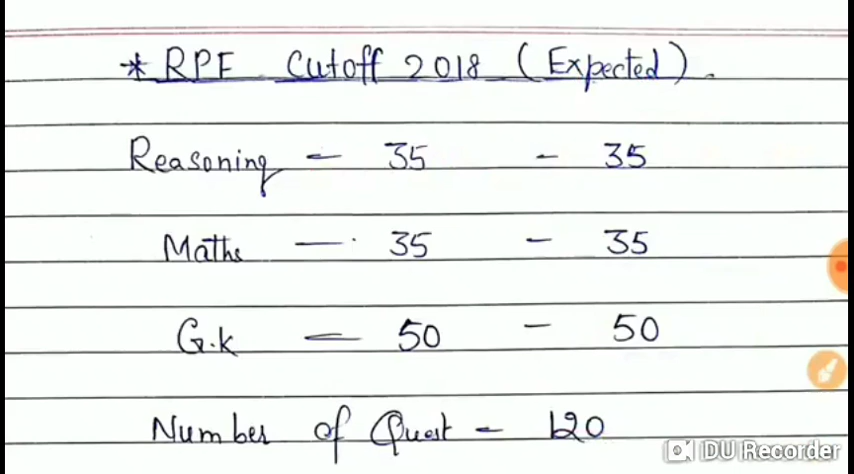 * RPF Cutoff 2018 (Expected).
Reasoning - 35 - 35
Maths - 35 - 35
G.k - 50 - 50
Number of Quest - 120
DU Recorder